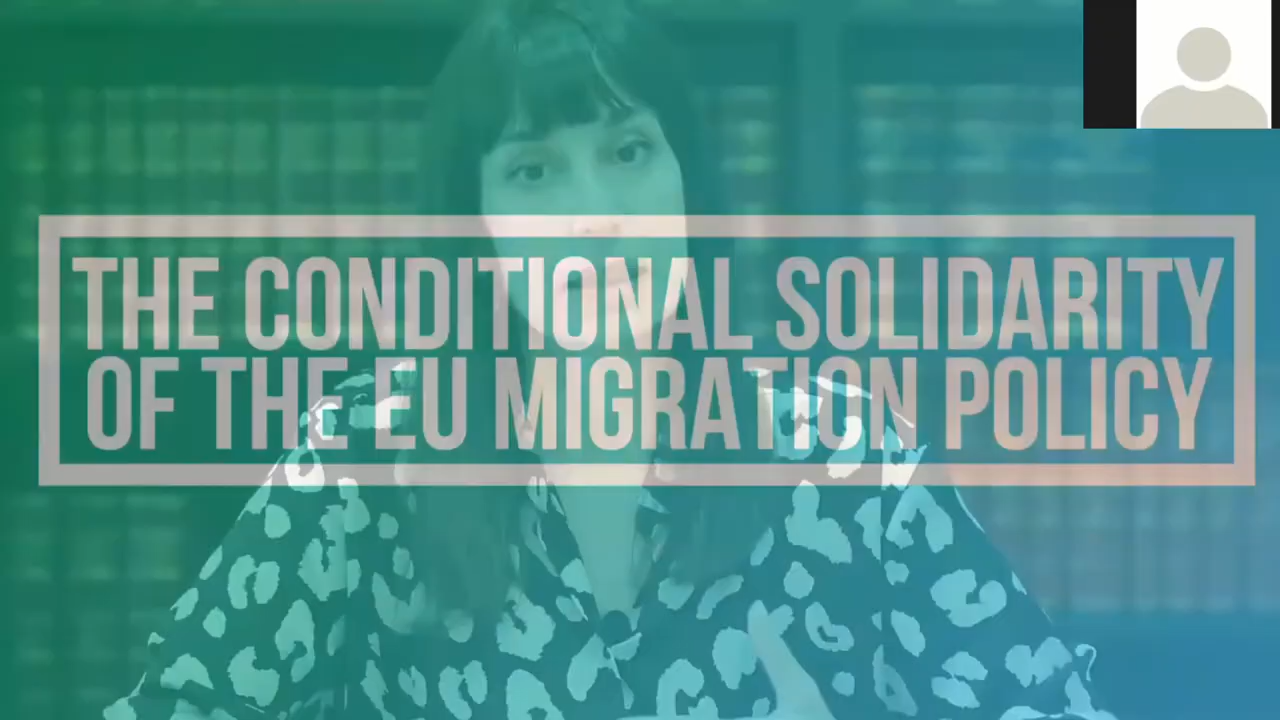 THE CONDITIONAL SOLIDARITY
OF THE EU MIGRATION POLICY